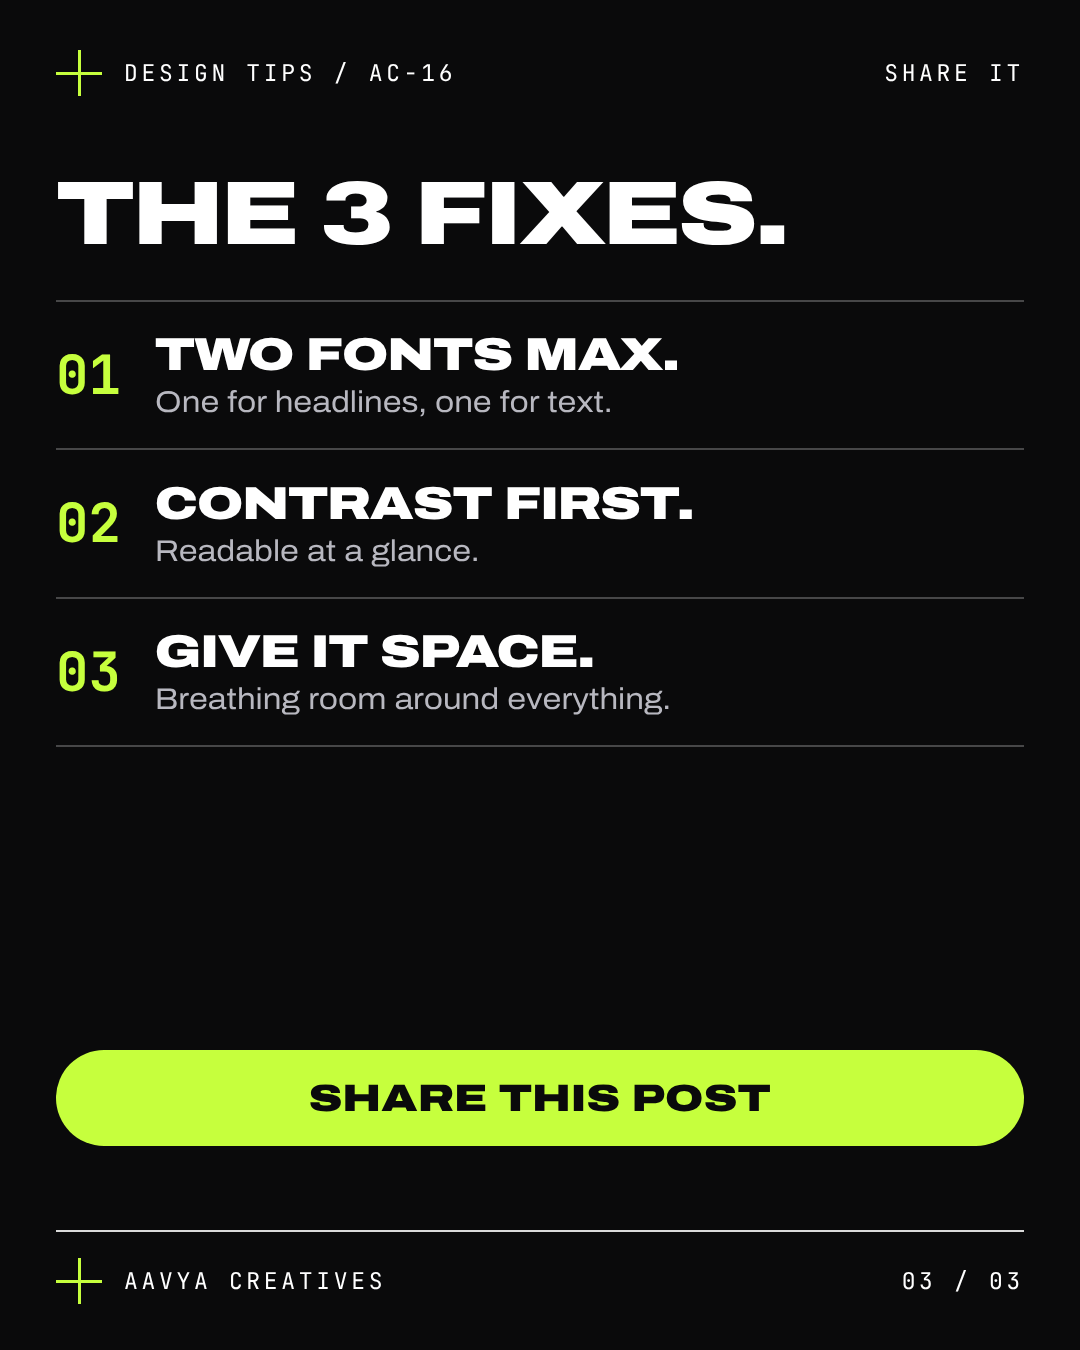 DESIGN TIPS / AC-16
SHARE IT
THE 3 FIXES.
01
TWO FONTS MAX.
One for headlines, one for text.
02
CONTRAST FIRST.
Readable at a glance.
03
GIVE IT SPACE.
Breathing room around everything.
SHARE THIS POST
AAVYA CREATIVES
03 / 03